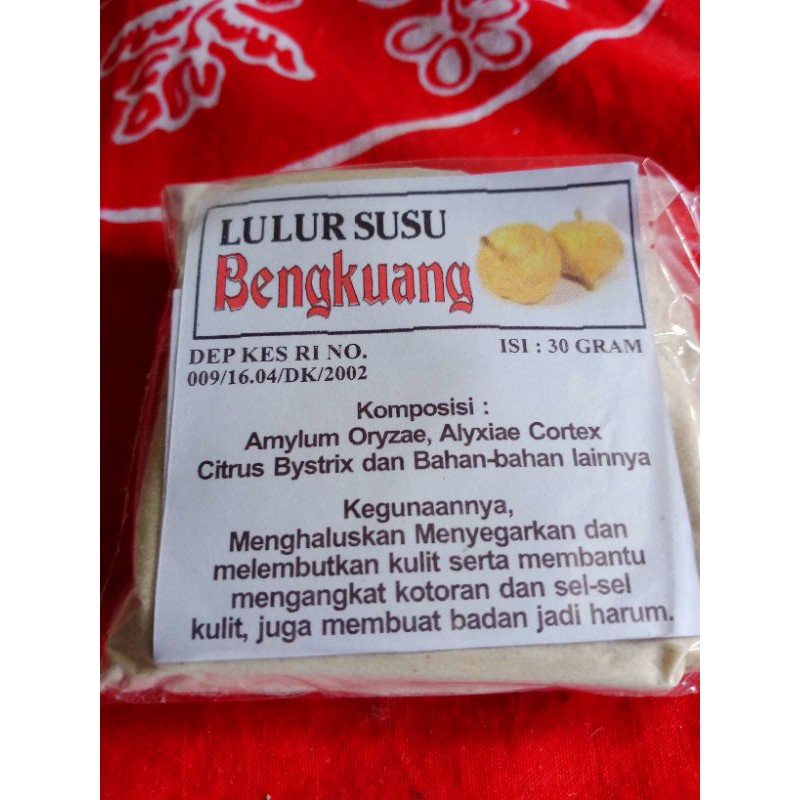 LULUR SUSU
Bengkuang
DEP KES RI NO. ISI : 30 GRAM
009/16.04/DK/2002
Komposisi :
Amylum Oryzae, Alyxiae Cortex
Citrus Bystrix dan Bahan-bahan lainnya
Kegunaannya,
Menghaluskan Menyegarkan dan
melembutkan kulit serta membantu
mengangkat kotoran dan sel-sel
kulit, juga membuat badan jadi harum.